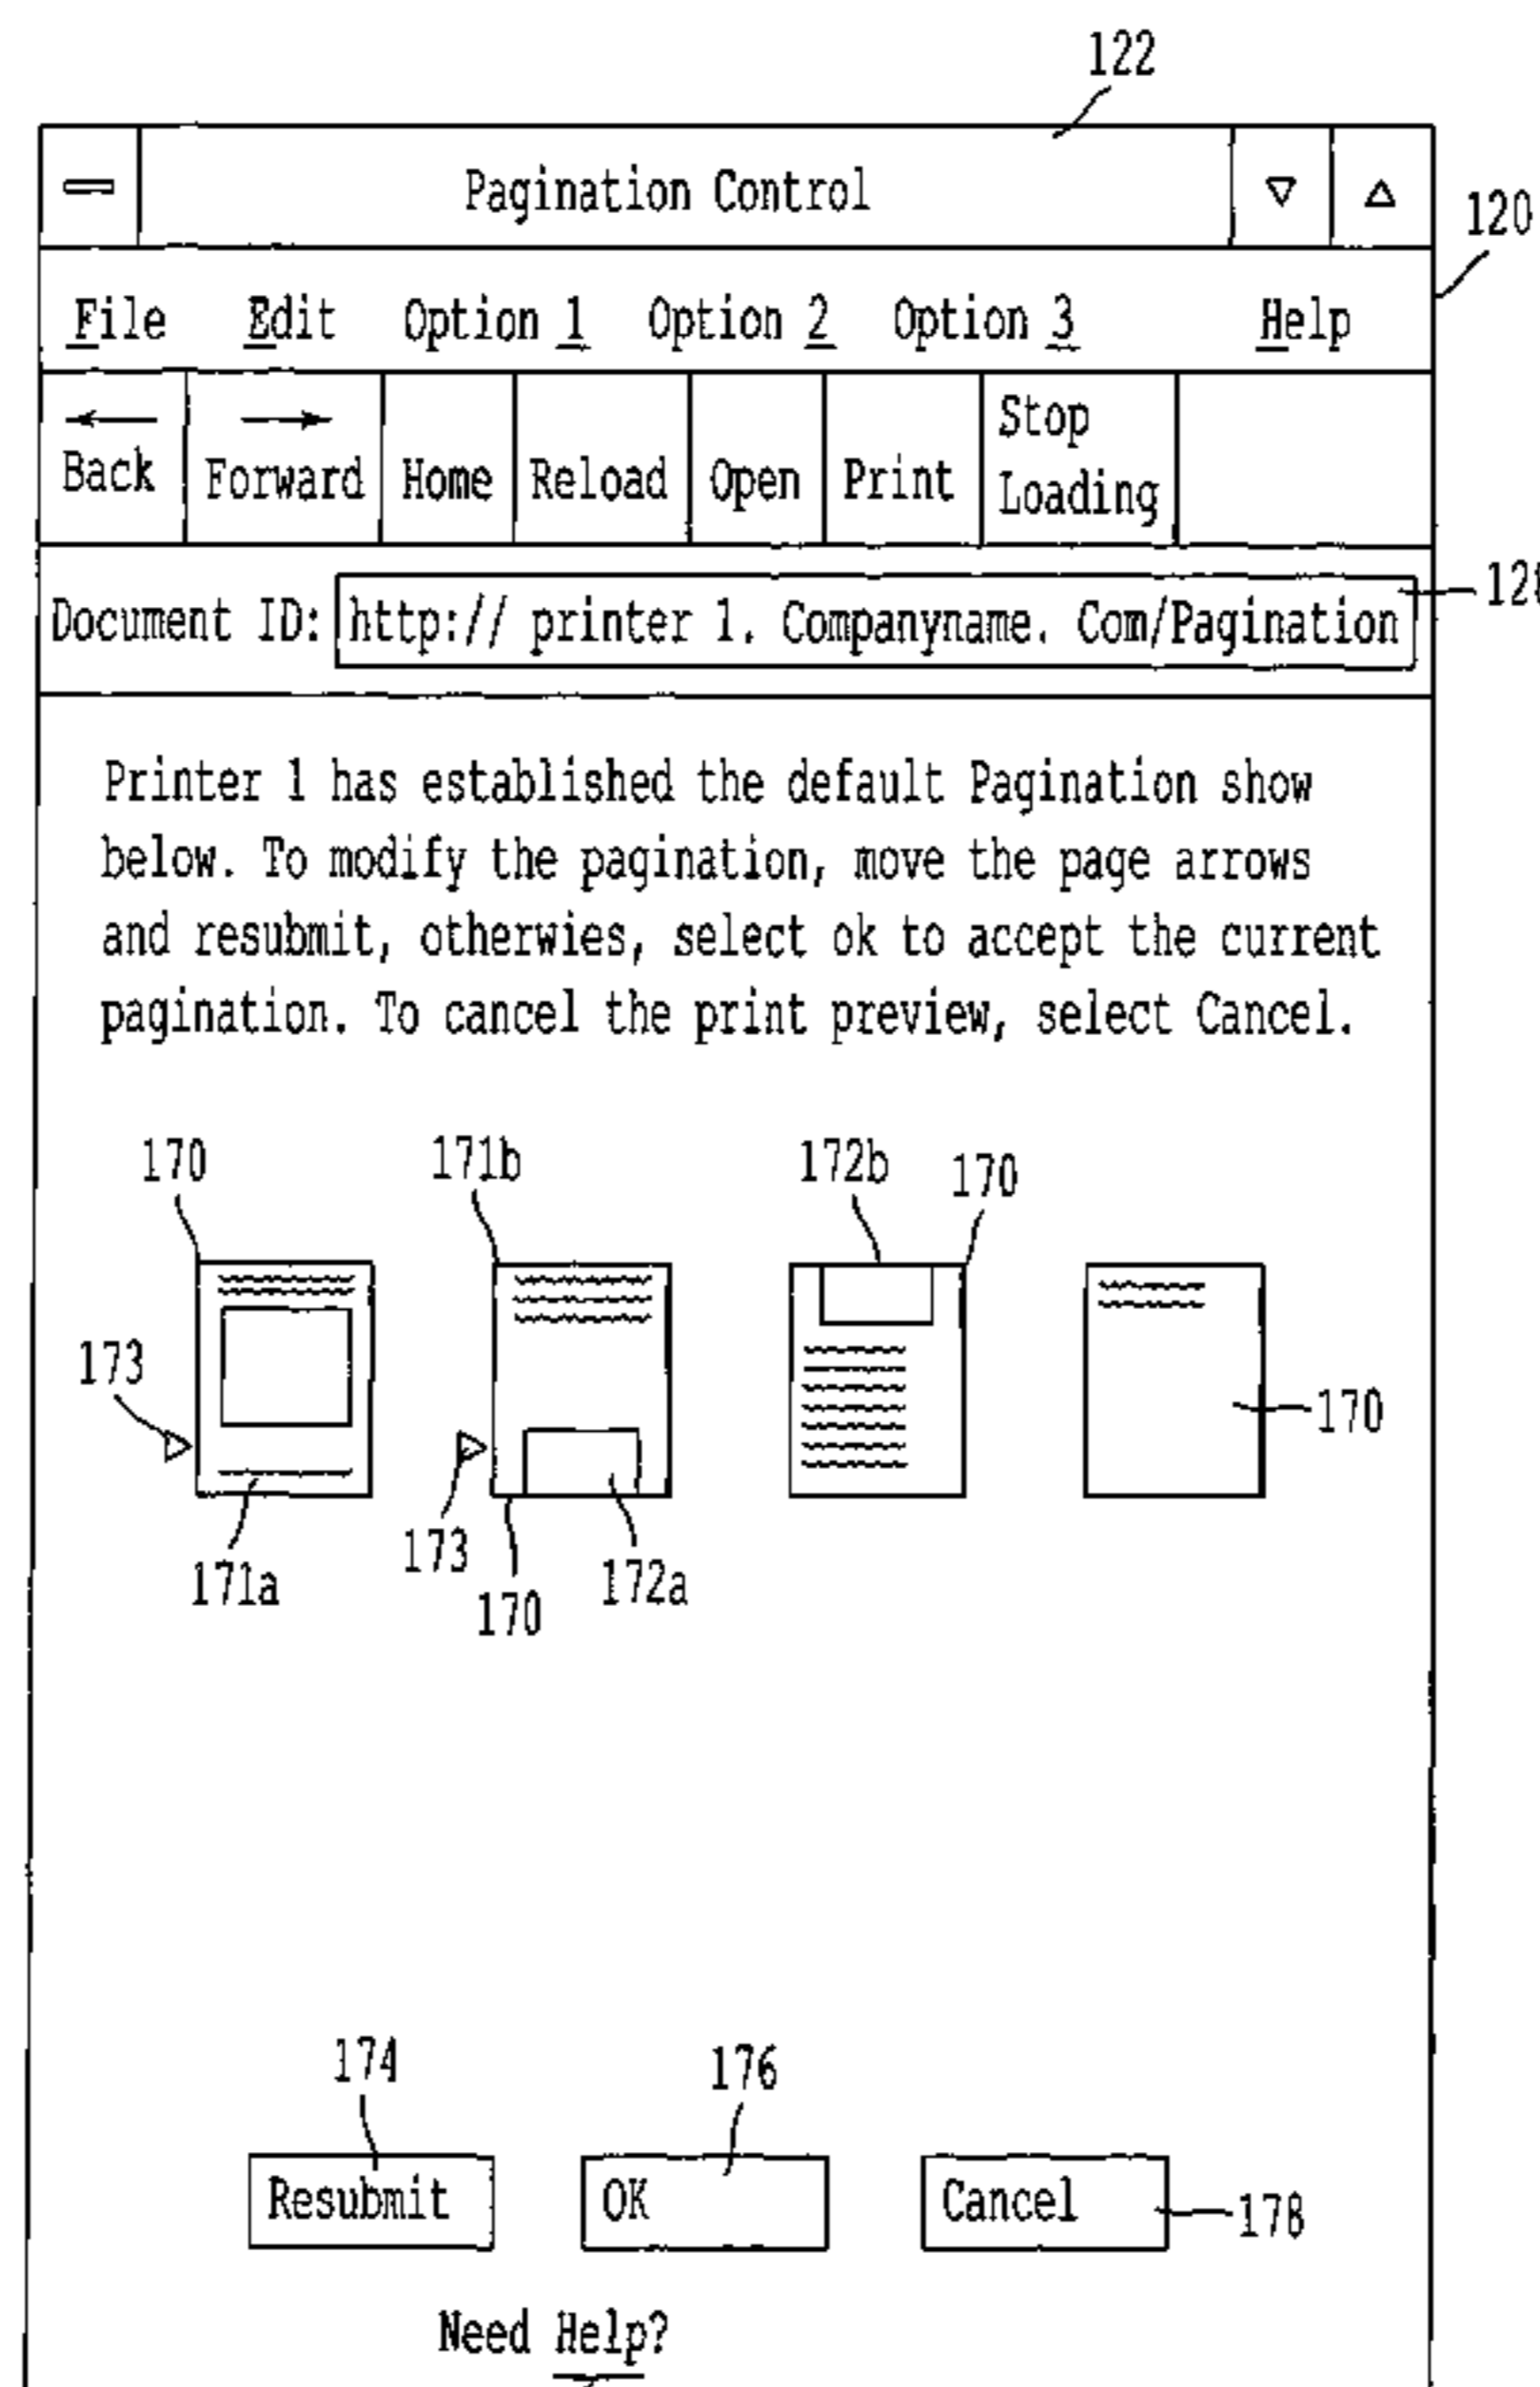 122
Pagination Control
120
File Edit Option 1 Option 2 Option 3 Help
Back Forward Home Reload Open Print Stop Loading
Document ID: http:// printer 1. Companyname. Com/Pagination
Printer 1 has established the default Pagination show
below. To modify the pagination, move the page arrows
and resubmit, otherwies, select ok to accept the current
pagination. To cancel the print preview, select Cancel.
170 171b 172b 170
173
170
171a 173 170 172a
174 176
Resubmit OK Cancel 178
Need Help?